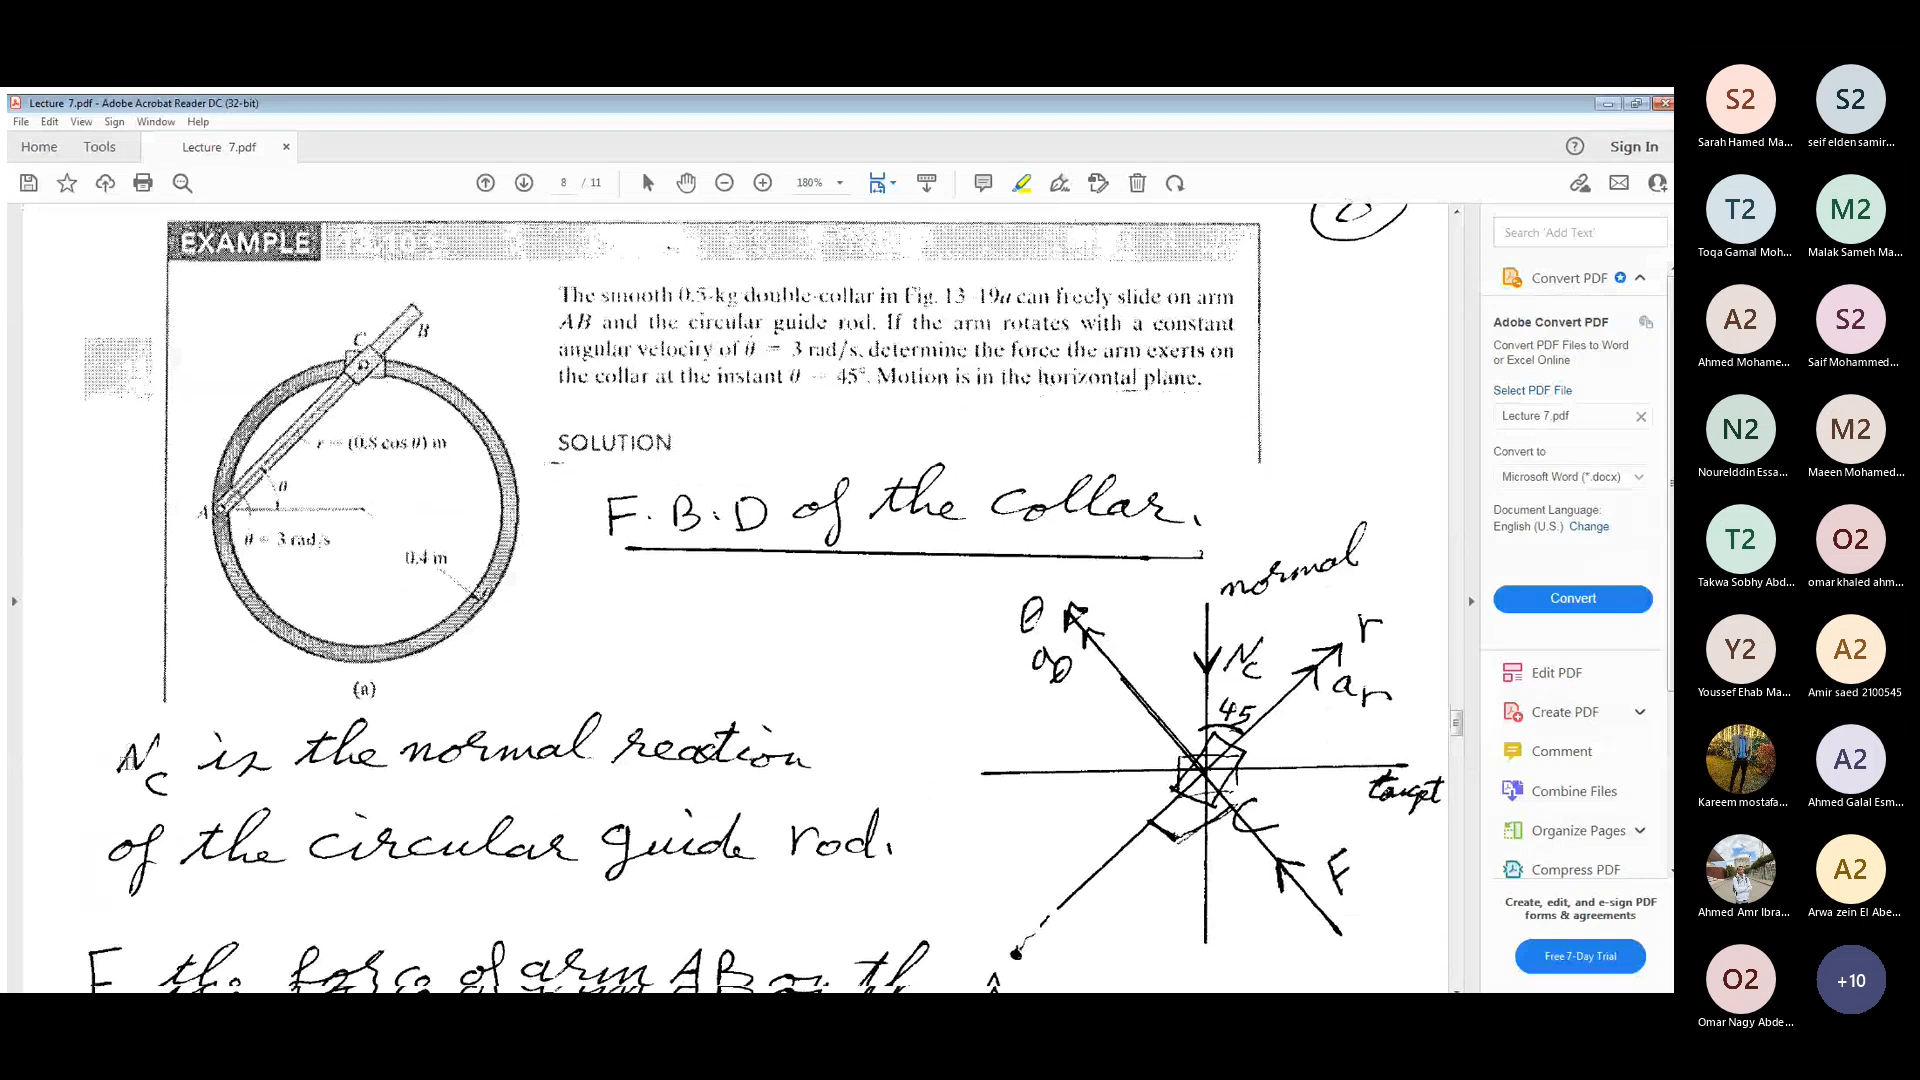 Lecture 7.pdf - Adobe Acrobat Reader DC (32-bit)
File Edit View Sign Window Help
Home Tools Lecture 7.pdf × Sign In
8 / 11 180%
EXAMPLE 13.10
The smooth 0.5-kg double-collar in Fig. 13–19a can freely slide on arm
AB and the circular guide rod. If the arm rotates with a constant
angular velocity of θ̇ = 3 rad/s, determine the force the arm exerts on
the collar at the instant θ = 45°. Motion is in the horizontal plane.
SOLUTION
C
B
r = (0.8 cos θ) m
θ
A
θ̇ = 3 rad/s
0.4 m
(a)
F.B.D of the collar.
normal
θ
aθ
Nc
r
ar
45
C
F
Nc is the normal reaction
of the circular guide rod.
F the force of arm AB on th
A
Search 'Add Text'
Convert PDF
Adobe Convert PDF
Convert PDF Files to Word
or Excel Online
Select PDF File
Lecture 7.pdf
Convert to
Microsoft Word (*.docx)
Document Language:
English (U.S.) Change
Convert
Edit PDF
Create PDF
Comment
Combine Files
Organize Pages
Compress PDF
Create, edit, and e-sign PDF
forms & agreements
Free 7-Day Trial
S2 S2
Sarah Hamed Ma... seif elden samir...
T2 M2
Toqa Gamal Moh... Malak Sameh Ma...
A2 S2
Ahmed Mohame... Saif Mohammed...
N2 M2
Nourelddin Essa... Maeen Mohamed...
T2 O2
Takwa Sobhy Abd... omar khaled ahm...
Y2 A2
Youssef Ehab Ma... Amir saed 2100545
A2
Kareem mostafa... Ahmed Galal Esm...
A2
Ahmed Amr Ibra... Arwa zein El Abe...
O2 +10
Omar Nagy Abde...